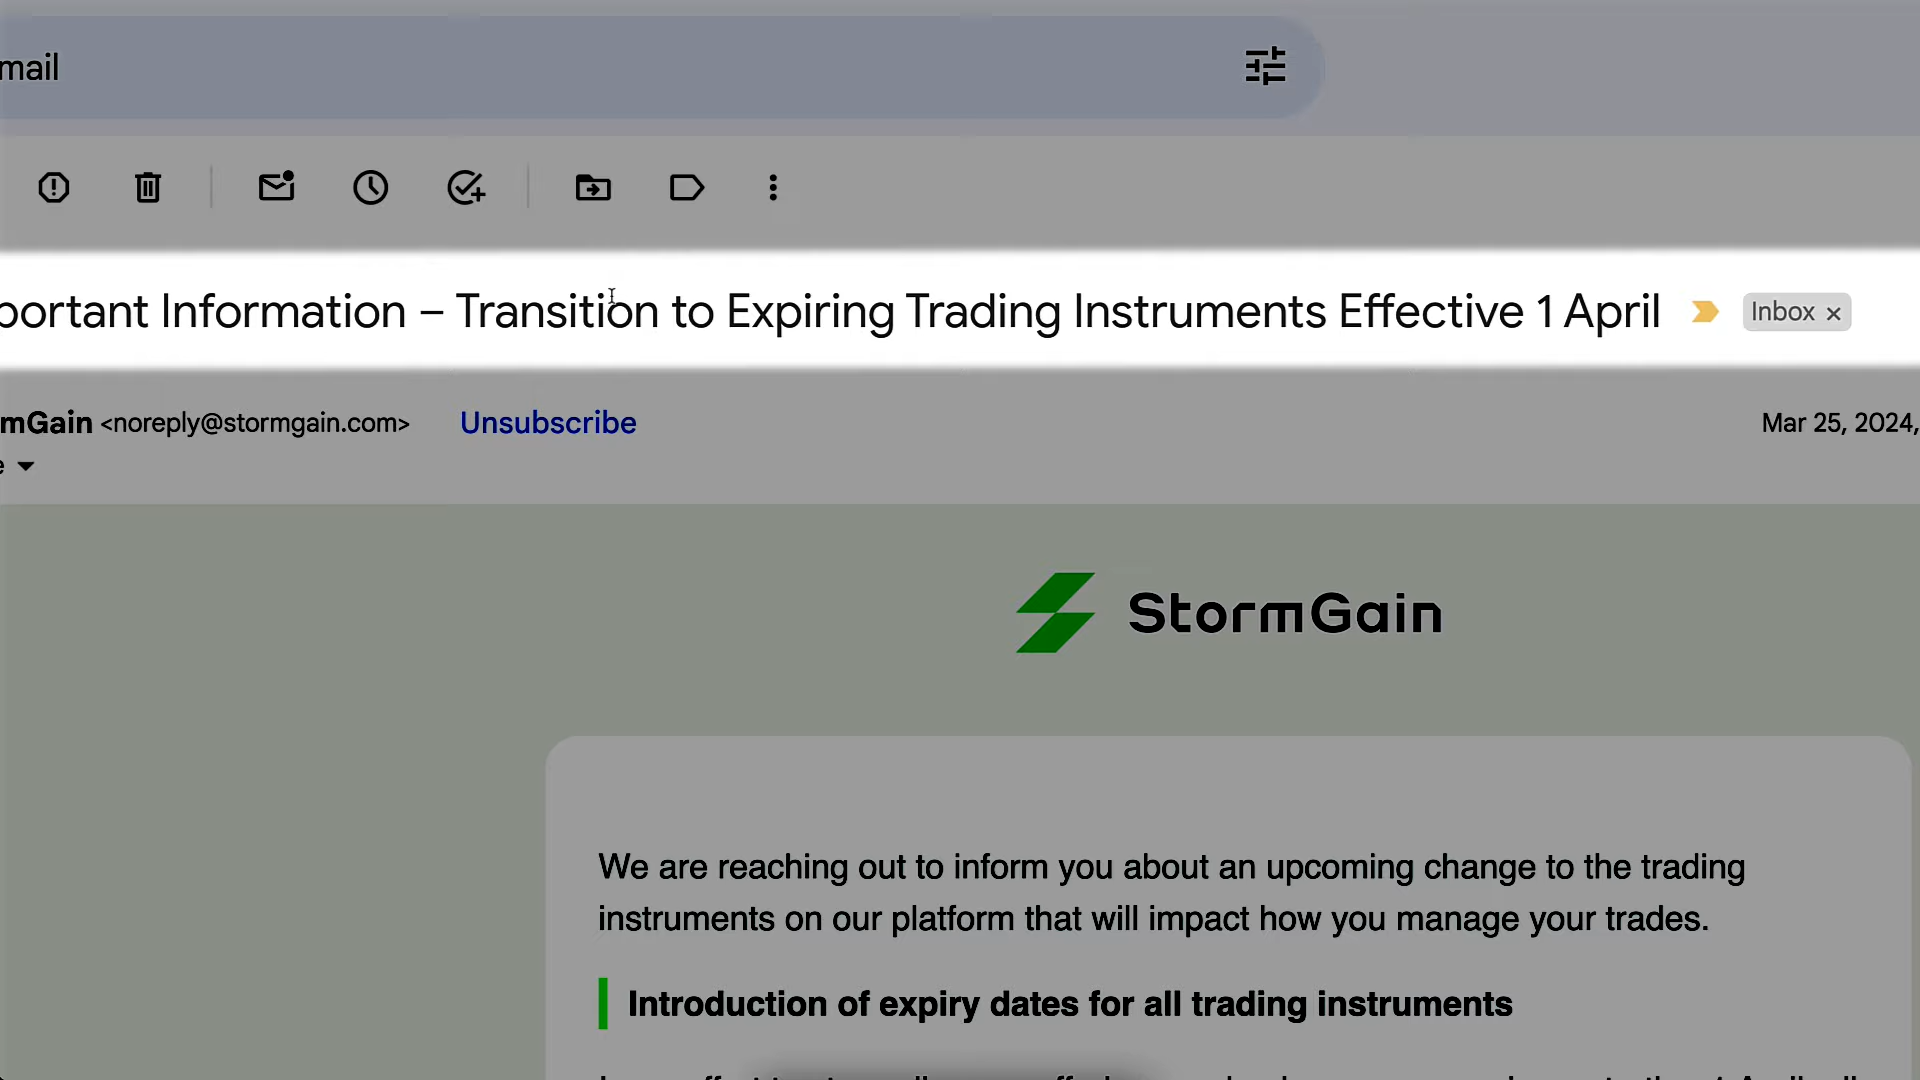 mail
portant Information – Transition to Expiring Trading Instruments Effective 1 April
Inbox ×
mGain <noreply@stormgain.com> Unsubscribe Mar 25, 2024,
e
StormGain
We are reaching out to inform you about an upcoming change to the trading
instruments on our platform that will impact how you manage your trades.
Introduction of expiry dates for all trading instruments